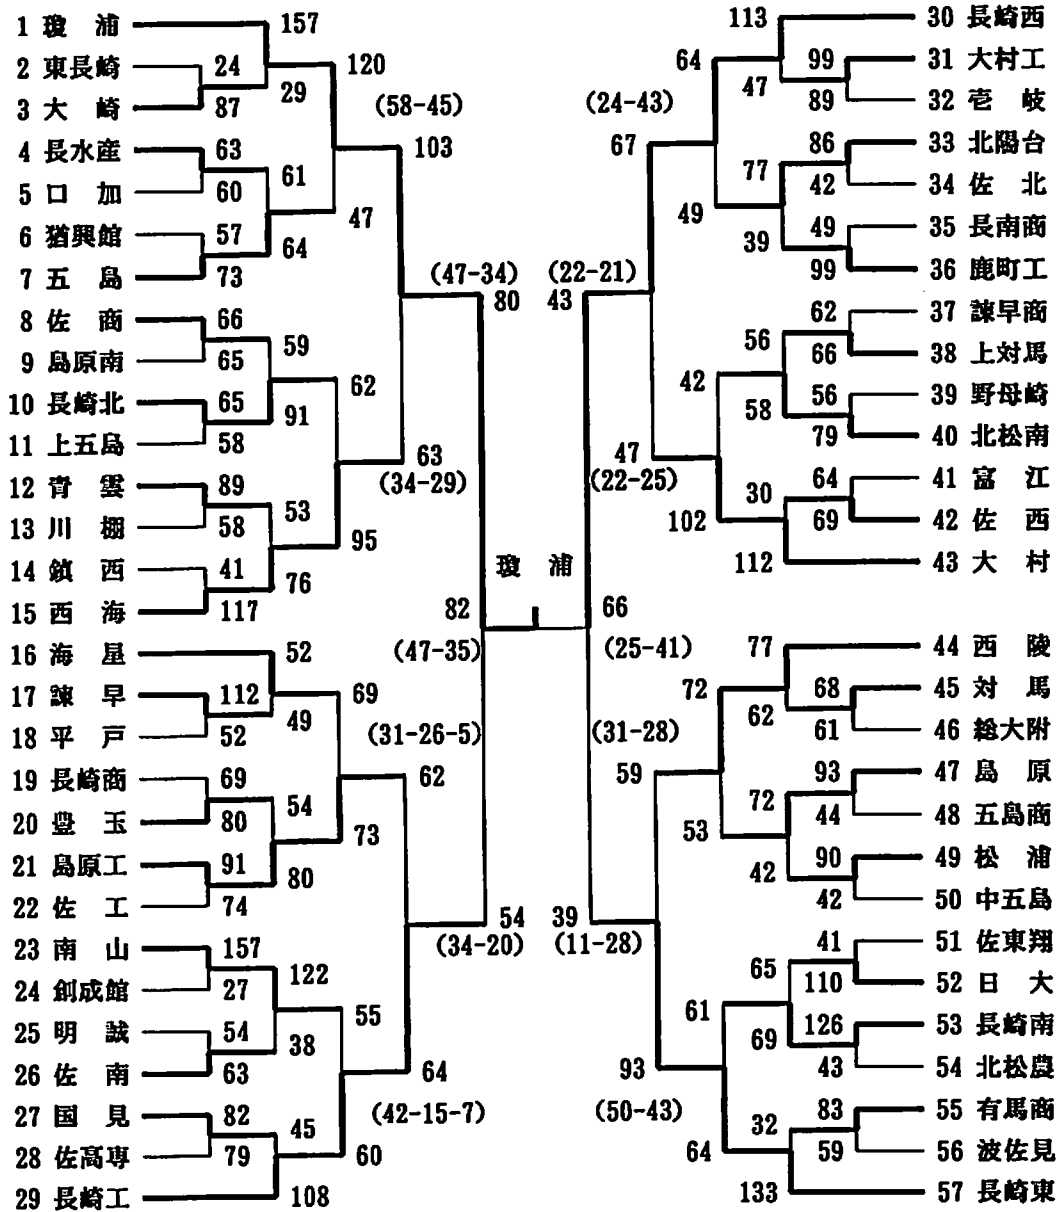 1 瓊浦 157
2 東長崎 24
3 大崎 87
29
120
(58-45)
4 長水産 63
5 口加 60
61
6 猶興館 57
7 五島 73
64
47
103
(47-34)
80
8 佐商 66
9 島原南 65
59
10 長崎北 65
11 上五島 58
91
62
63
(34-29)
12 青雲 89
13 川棚 58
53
14 鎮西 41
15 西海 117
76
95
82
(47-35)
16 海星 52
17 諫早 112
18 平戸 52
49
69
(31-26-5)
62
19 長崎商 69
20 豊玉 80
54
21 島原工 91
22 佐工 74
80
73
54
(34-20)
23 南山 157
24 創成館 27
122
25 明誠 54
26 佐南 63
38
55
64
(42-15-7)
27 国見 82
28 佐高専 79
45
29 長崎工 108
60
瓊浦
113 30 長崎西
99 31 大村工
89 32 壱岐
47
64
(24-43)
67
86 33 北陽台
42 34 佐北
77
49 35 長南商
99 36 鹿町工
39
49
(22-21)
43
62 37 諫早商
66 38 上対馬
56
56 39 野母崎
79 40 北松南
58
42
47
(22-25)
64 41 富江
69 42 佐西
30
112 43 大村
102
66
(25-41)
77 44 西陵
68 45 対馬
61 46 総大附
62
72
(31-28)
59
93 47 島原
44 48 五島商
72
90 49 松浦
42 50 中五島
42
53
39
(11-28)
41 51 佐東翔
110 52 日大
65
126 53 長崎南
43 54 北松農
69
61
93
(50-43)
83 55 有馬商
59 56 波佐見
32
133 57 長崎東
64